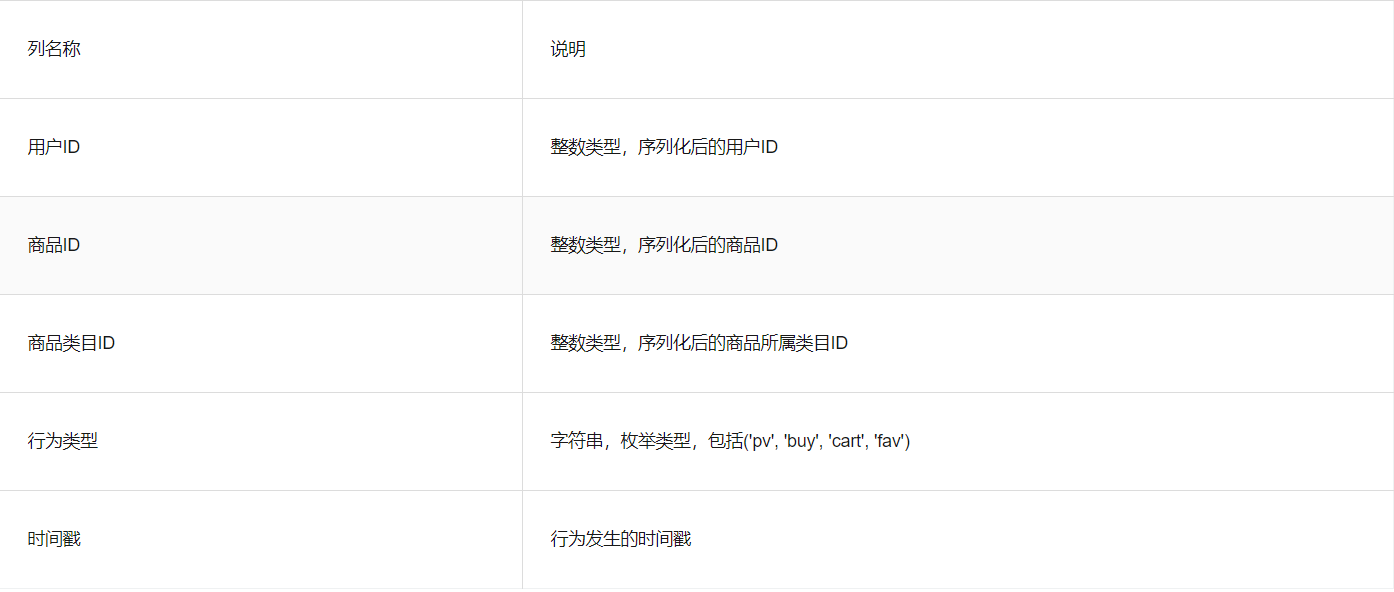 列名称 说明
用户ID 整数类型，序列化后的用户ID
商品ID 整数类型，序列化后的商品ID
商品类目ID 整数类型，序列化后的商品所属类目ID
行为类型 字符串，枚举类型，包括('pv', 'buy', 'cart', 'fav')
时间戳 行为发生的时间戳